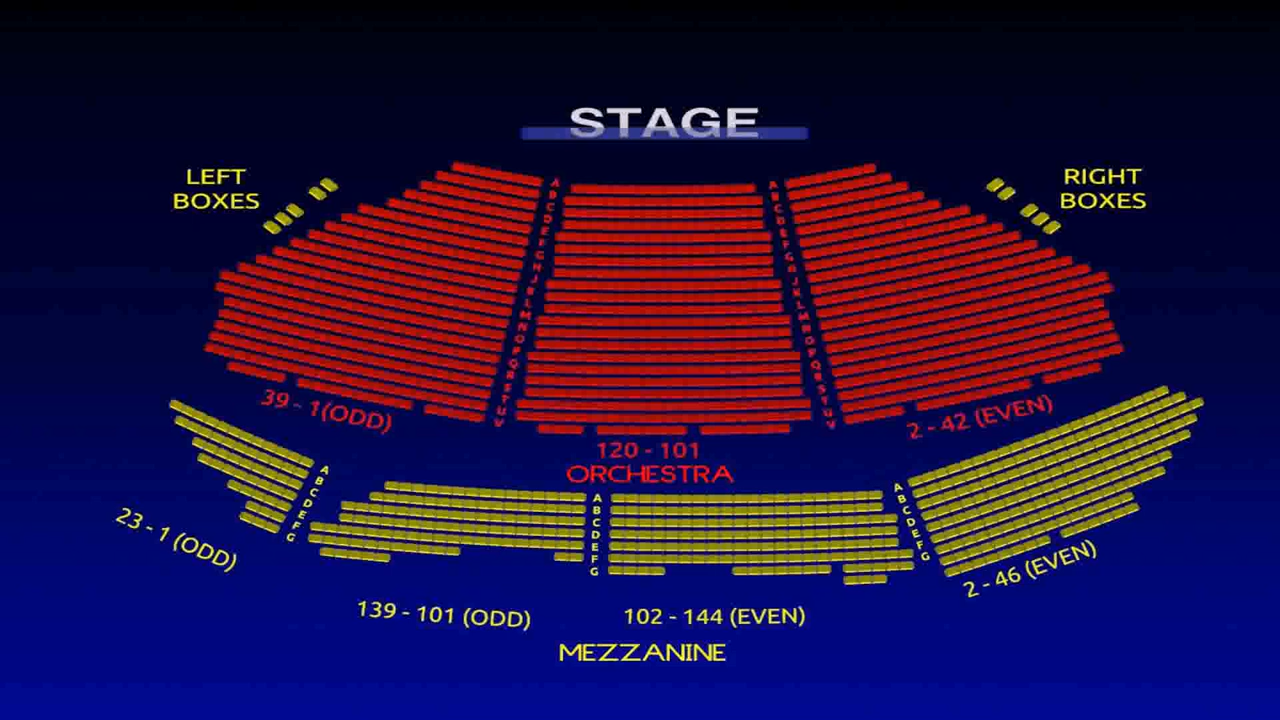 STAGE
LEFT
BOXES
RIGHT
BOXES
A
B
C
D
E
F
G
H
J
K
L
M
N
O
P
Q
R
S
T
U
V
A
B
C
D
E
F
G
H
J
K
L
M
N
O
P
Q
R
S
T
U
V
39 - 1(ODD)
120 - 101
2 - 42 (EVEN)
ORCHESTRA
A
B
C
D
E
F
G
A
B
C
D
E
F
G
A
B
C
D
E
F
G
23 - 1 (ODD)
139 - 101 (ODD)
102 - 144 (EVEN)
2 - 46 (EVEN)
MEZZANINE